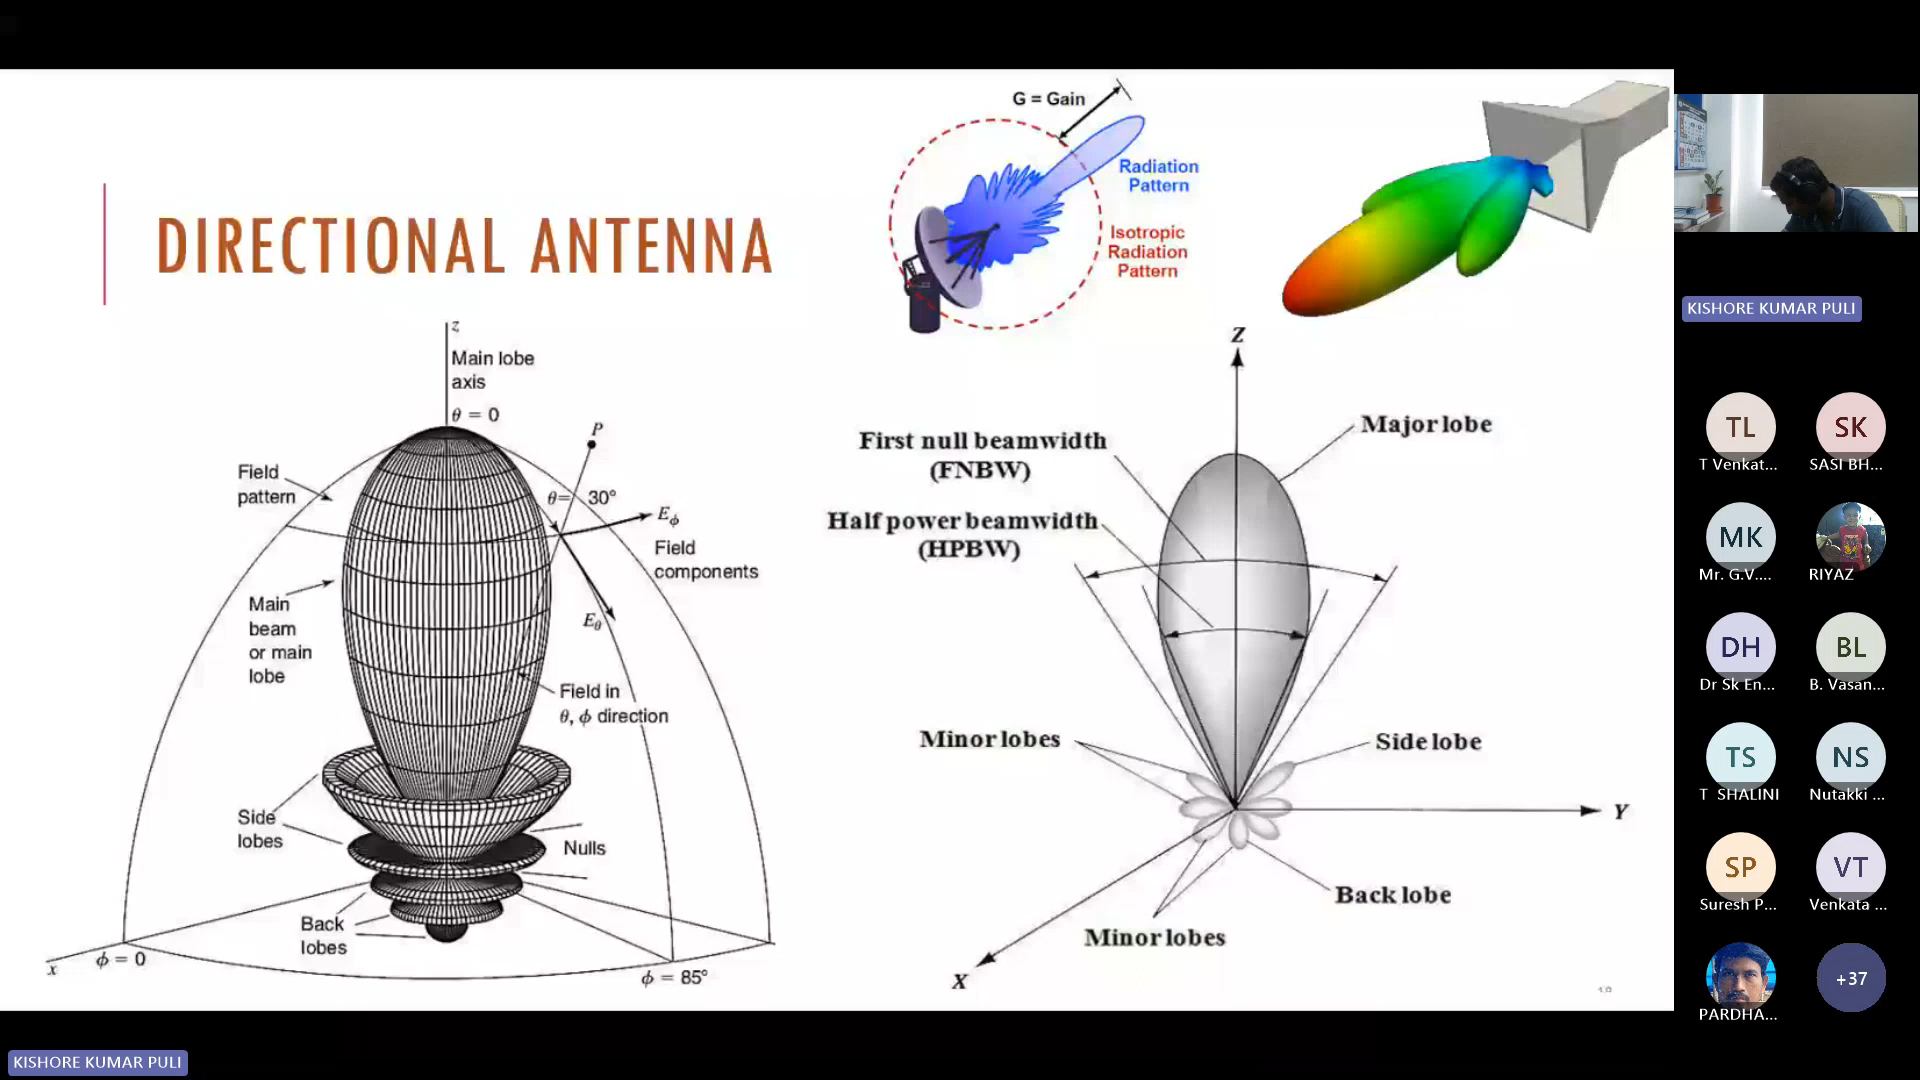 DIRECTIONAL ANTENNA
G = Gain
Radiation
Pattern
Isotropic
Radiation
Pattern
z
Main lobe
axis
θ = 0
P
Field
pattern
θ = 30°
Eϕ
Field
components
Eθ
Main
beam
or main
lobe
Field in
θ, ϕ direction
Side
lobes
Nulls
Back
lobes
x
ϕ = 0
ϕ = 85°
Z
Major lobe
First null beamwidth
(FNBW)
Half power beamwidth
(HPBW)
Minor lobes
Side lobe
Y
Back lobe
Minor lobes
X
KISHORE KUMAR PULI
TL
T Venkat...
SK
SASI BH...
MK
Mr. G.V....
RIYAZ
DH
Dr Sk En...
BL
B. Vasan...
TS
T SHALINI
NS
Nutakki ...
SP
Suresh P...
VT
Venkata ...
PARDHA...
+37
KISHORE KUMAR PULI